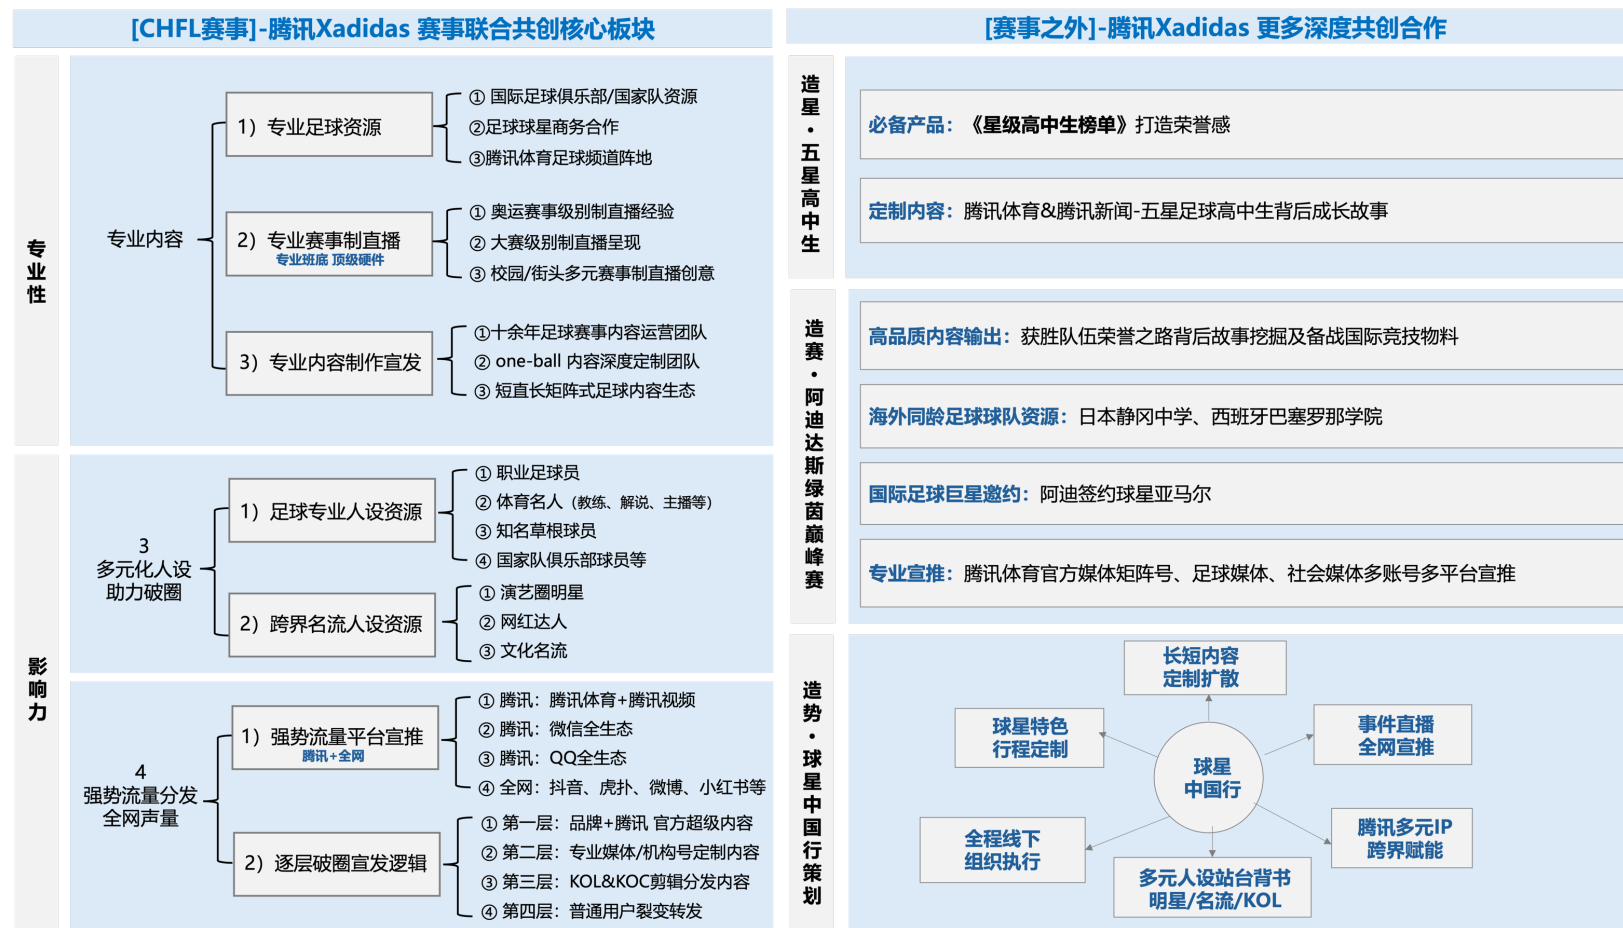 [CHFL赛事]-腾讯Xadidas 赛事联合共创核心板块
专业性
专业内容
1）专业足球资源
① 国际足球俱乐部/国家队资源
②足球球星商务合作
③腾讯体育足球频道阵地
2）专业赛事制直播
专业班底 顶级硬件
① 奥运赛事级别制直播经验
② 大赛级别制直播呈现
③ 校园/街头多元赛事制直播创意
3）专业内容制作宣发
①十余年足球赛事内容运营团队
② one-ball 内容深度定制团队
③ 短直长矩阵式足球内容生态
影响力
3
多元化人设
助力破圈
1）足球专业人设资源
① 职业足球员
② 体育名人（教练、解说、主播等）
③ 知名草根球员
④ 国家队俱乐部球员等
2）跨界名流人设资源
① 演艺圈明星
② 网红达人
③ 文化名流
4
强势流量分发
全网声量
1）强势流量平台宣推
腾讯+全网
① 腾讯：腾讯体育+腾讯视频
② 腾讯：微信全生态
③ 腾讯：QQ全生态
④ 全网：抖音、虎扑、微博、小红书等
2）逐层破圈宣发逻辑
① 第一层：品牌+腾讯 官方超级内容
② 第二层：专业媒体/机构号定制内容
③ 第三层：KOL&KOC剪辑分发内容
④ 第四层：普通用户裂变转发
[赛事之外]-腾讯Xadidas 更多深度共创合作
造星·五星高中生
必备产品：《星级高中生榜单》打造荣誉感
定制内容：腾讯体育&腾讯新闻-五星足球高中生背后成长故事
造赛·阿迪达斯绿茵巅峰赛
高品质内容输出：获胜队伍荣誉之路背后故事挖掘及备战国际竞技物料
海外同龄足球球队资源：日本静冈中学、西班牙巴塞罗那学院
国际足球巨星邀约：阿迪签约球星亚马尔
专业宣推：腾讯体育官方媒体矩阵号、足球媒体、社会媒体多账号多平台宣推
造势·球星中国行策划
长短内容
定制扩散
球星特色
行程定制
事件直播
全网宣推
球星
中国行
全程线下
组织执行
腾讯多元IP
跨界赋能
多元人设站台背书
明星/名流/KOL